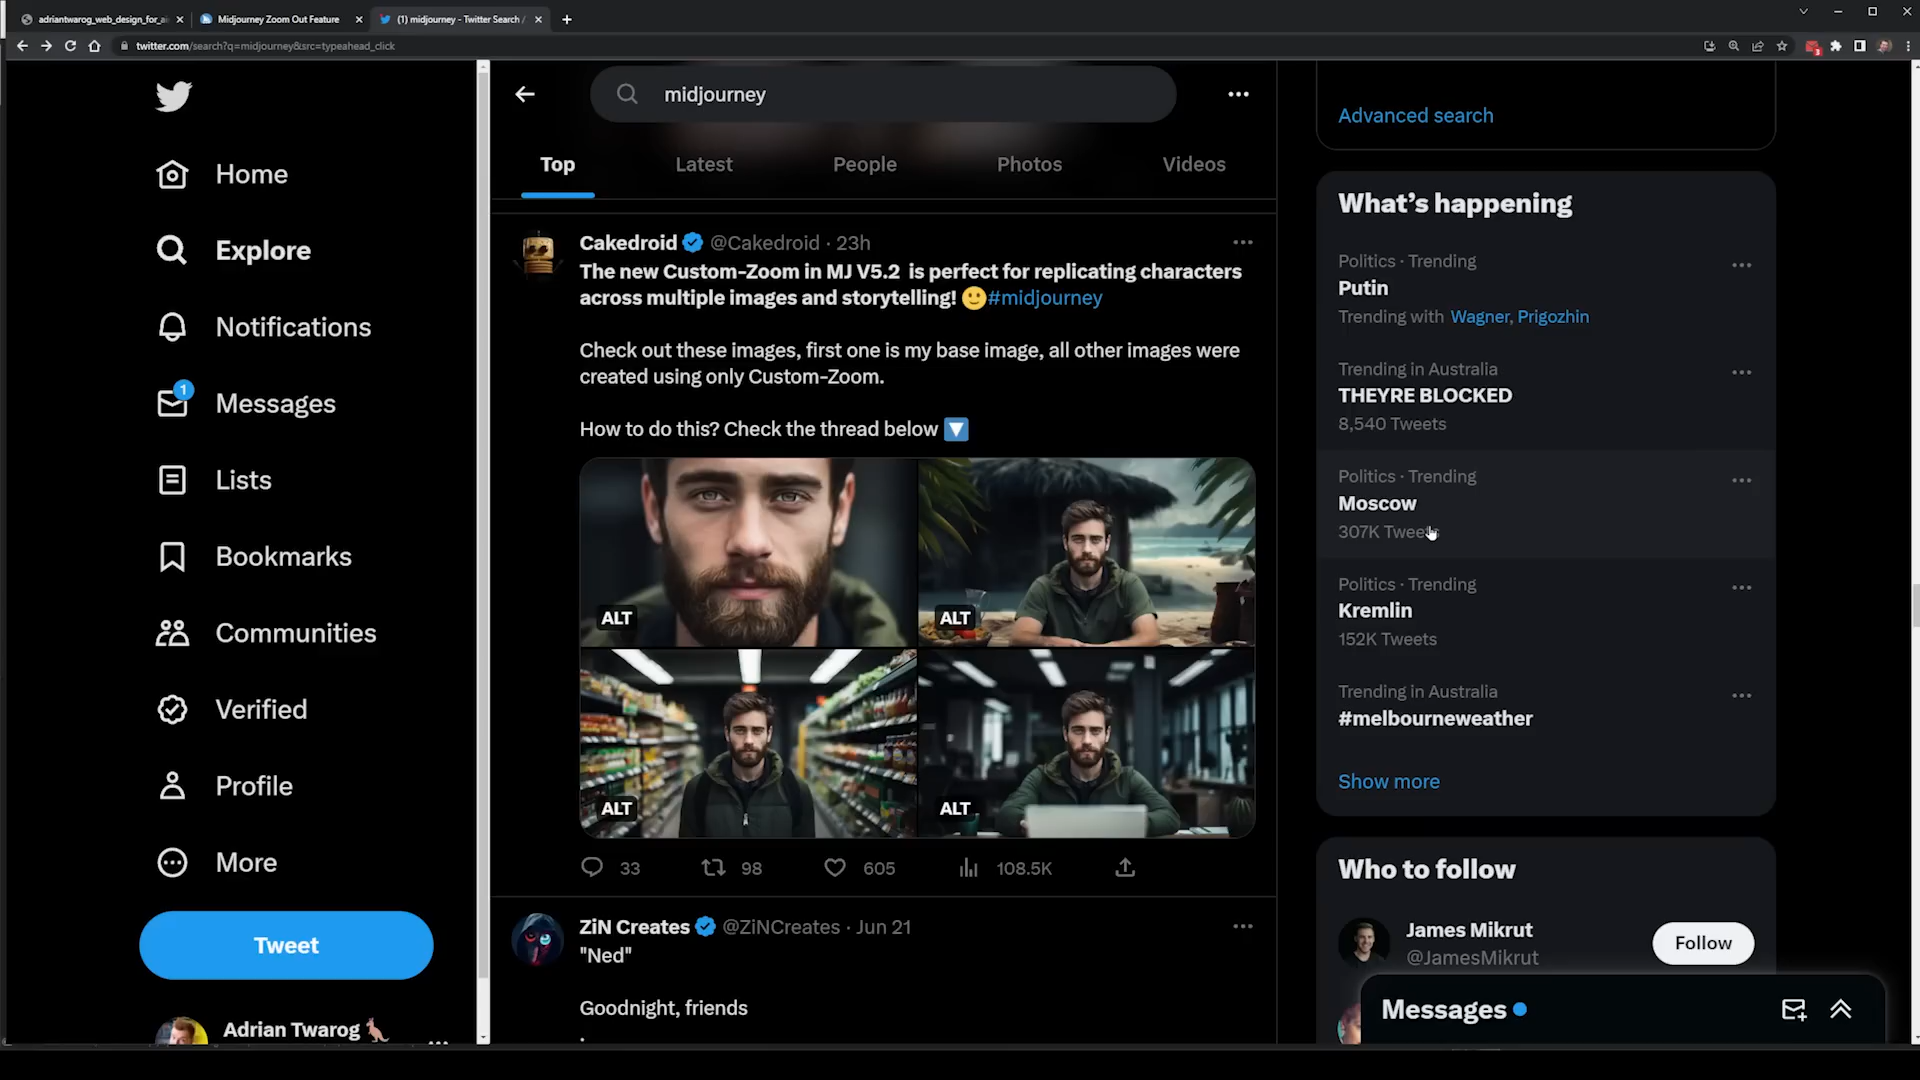 adriantwarog_web_design_for_ai
Midjourney Zoom Out Feature
(1) midjourney - Twitter Search /
twitter.com/search?q=midjourney&src=typeahead_click
3
Home
Explore
Notifications
1
Messages
Lists
Bookmarks
Communities
Verified
Profile
More
Tweet
Adrian Twarog
midjourney
Top
Latest
People
Photos
Videos
Cakedroid @Cakedroid · 23h
The new Custom-Zoom in MJ V5.2 is perfect for replicating characters
across multiple images and storytelling! 🙂#midjourney
Check out these images, first one is my base image, all other images were
created using only Custom-Zoom.
How to do this? Check the thread below
ALT
ALT
ALT
ALT
33
98
605
108.5K
ZiN Creates @ZiNCreates · Jun 21
"Ned"
Goodnight, friends
Advanced search
What's happening
Politics · Trending
Putin
Trending with Wagner, Prigozhin
Trending in Australia
THEYRE BLOCKED
8,540 Tweets
Politics · Trending
Moscow
307K Tweets
Politics · Trending
Kremlin
152K Tweets
Trending in Australia
#melbourneweather
Show more
Who to follow
James Mikrut
@JamesMikrut
Follow
Messages